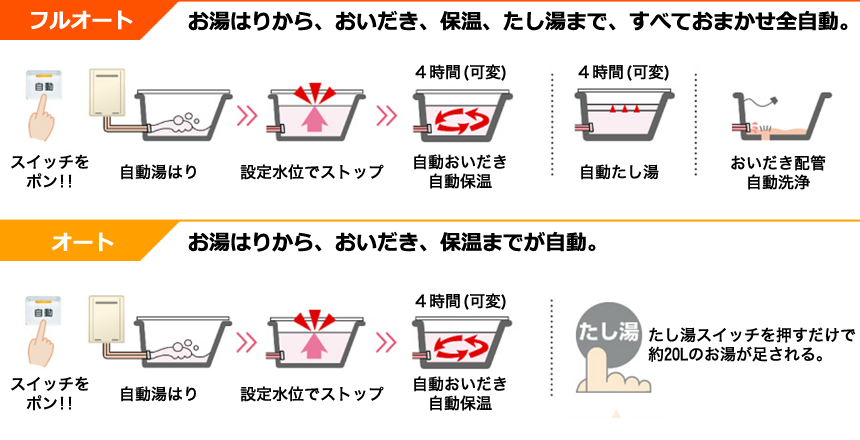 フルオート
お湯はりから、おいだき、保温、たし湯まで、すべておまかせ全自動。
自動
スイッチを
ポン!!
自動湯はり
設定水位でストップ
4時間(可変)
自動おいだき
自動保温
4時間(可変)
自動たし湯
おいだき配管
自動洗浄
オート
お湯はりから、おいだき、保温までが自動。
自動
スイッチを
ポン!!
自動湯はり
設定水位でストップ
4時間(可変)
自動おいだき
自動保温
たし湯
たし湯スイッチを押すだけで
約20Lのお湯が足される。